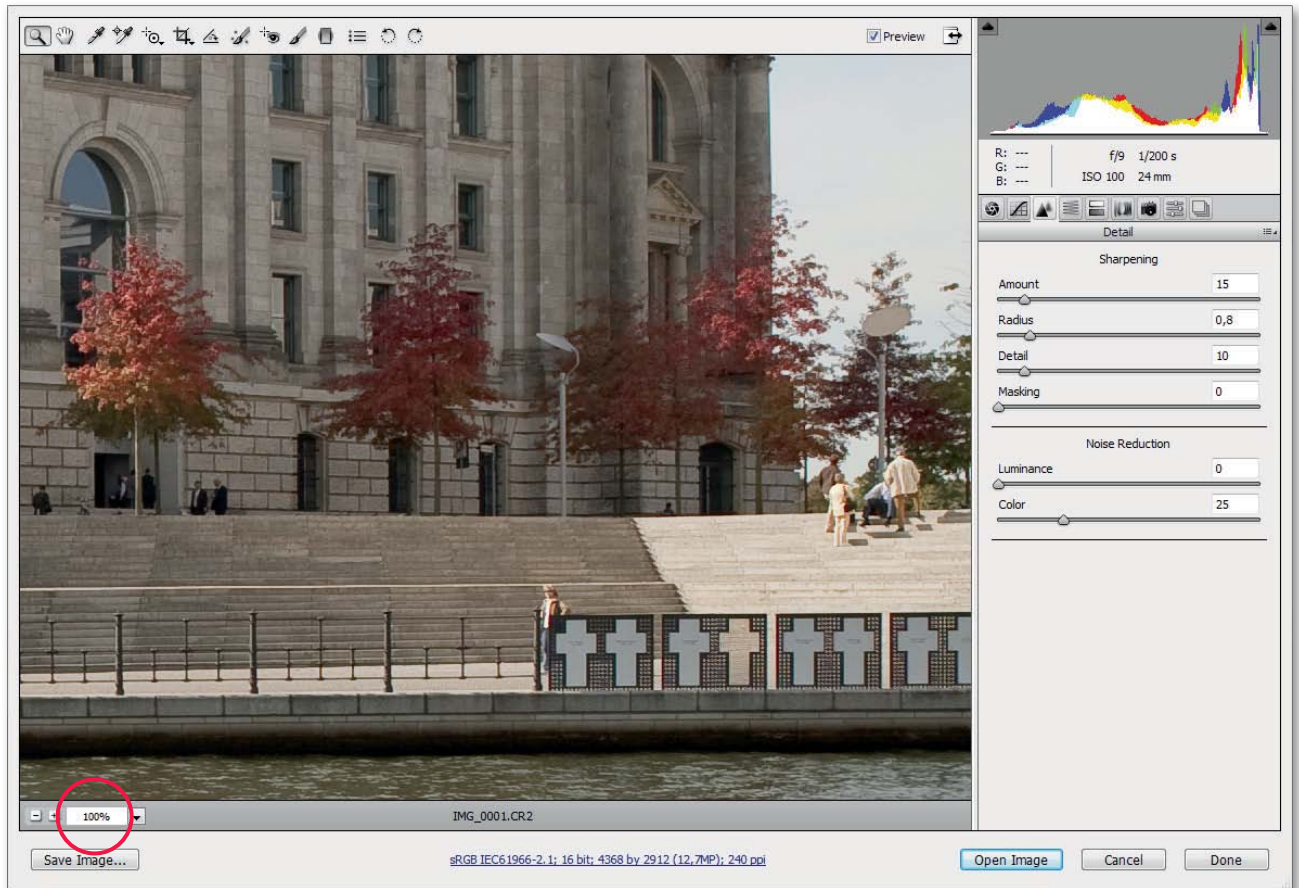 Preview
R: ---
G: ---
B: ---
f/9 1/200 s
ISO 100 24 mm
Detail
Sharpening
Amount 15
Radius 0,8
Detail 10
Masking 0
Noise Reduction
Luminance 0
Color 25
100%
IMG_0001.CR2
Save Image...
sRGB IEC61966-2.1; 16 bit; 4368 by 2912 (12,7MP); 240 ppi
Open Image
Cancel
Done